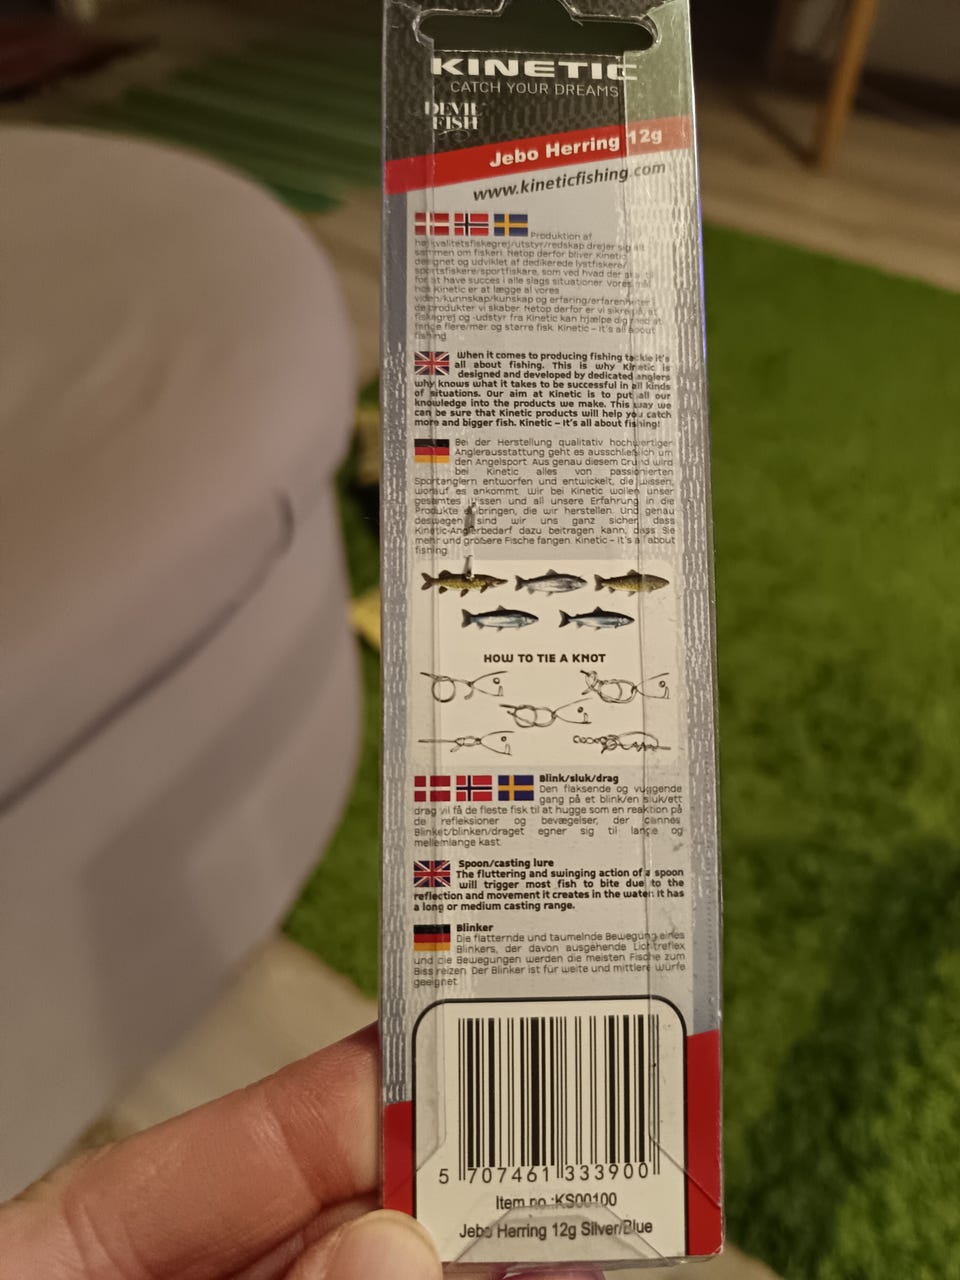 KINETIC
CATCH YOUR DREAMS
DEVIL
FISH
Jebo Herring 12g
www.kineticfishing.com
Produktion af
højkvalitetsfiskegrej/utstyr/redskap drejer sig alt
sammen om fiskeri. Netop derfor bliver Kinetic
designet og udviklet af dedikerede lystfiskere/
sportsfiskere/sportfiskare, som ved hvad der skal til
for at have succes i alle slags situationer. Vores mål
hos Kinetic er at lægge al vores
viden/kunnskap/kunskap og erfaring/erfarenheter i
de produkter vi skaber. Netop derfor er vi sikre på, at
fiskegrej og -udstyr fra Kinetic kan hjælpe dig med at
fange flere/mer og større fisk. Kinetic – It's all about
fishing.
When it comes to producing fishing tackle it's
all about fishing. This is why Kinetic is
designed and developed by dedicated anglers
why knows what it takes to be successful in all kinds
of situations. Our aim at Kinetic is to put all our
knowledge into the products we make. This way we
can be sure that Kinetic products will help you catch
more and bigger fish. Kinetic – It's all about fishing!
Bei der Herstellung qualitativ hochwertiger
Anglerausstattung geht es ausschließlich um
den Angelsport. Aus genau diesem Grund wird
bei Kinetic alles von passionierten
Sportanglern entworfen und entwickelt, die wissen,
worauf es ankommt. Wir bei Kinetic wollen unser
gesamtes Wissen und all unsere Erfahrung in die
Produkte einbringen, die wir herstellen. Und genau
deswegen sind wir uns ganz sicher, dass
Kinetic-Anglerbedarf dazu beitragen kann, dass Sie
mehr und größere Fische fangen. Kinetic – It's all about
fishing.
HOW TO TIE A KNOT
Blink/sluk/drag
Den flaksende og vuggende
gang på et blink/en sluk/ett
drag vil få de fleste fisk til at hugge som en reaktion på
de refleksioner og bevægelser, der dannes.
Blinket/blinken/draget egner sig til lange og
mellemlange kast.
Spoon/casting lure
The fluttering and swinging action of a spoon
will trigger most fish to bite due to the
reflection and movement it creates in the water. It has
a long or medium casting range.
Blinker
Die flatternde und taumelnde Bewegung eines
Blinkers, der davon ausgehende Lichtreflex
und die Bewegungen werden die meisten Fische zum
Biss reizen. Der Blinker ist für weite und mittlere Würfe
geeignet.
5 707461 333900
Item no.:KS00100
Jebo Herring 12g Silver/Blue